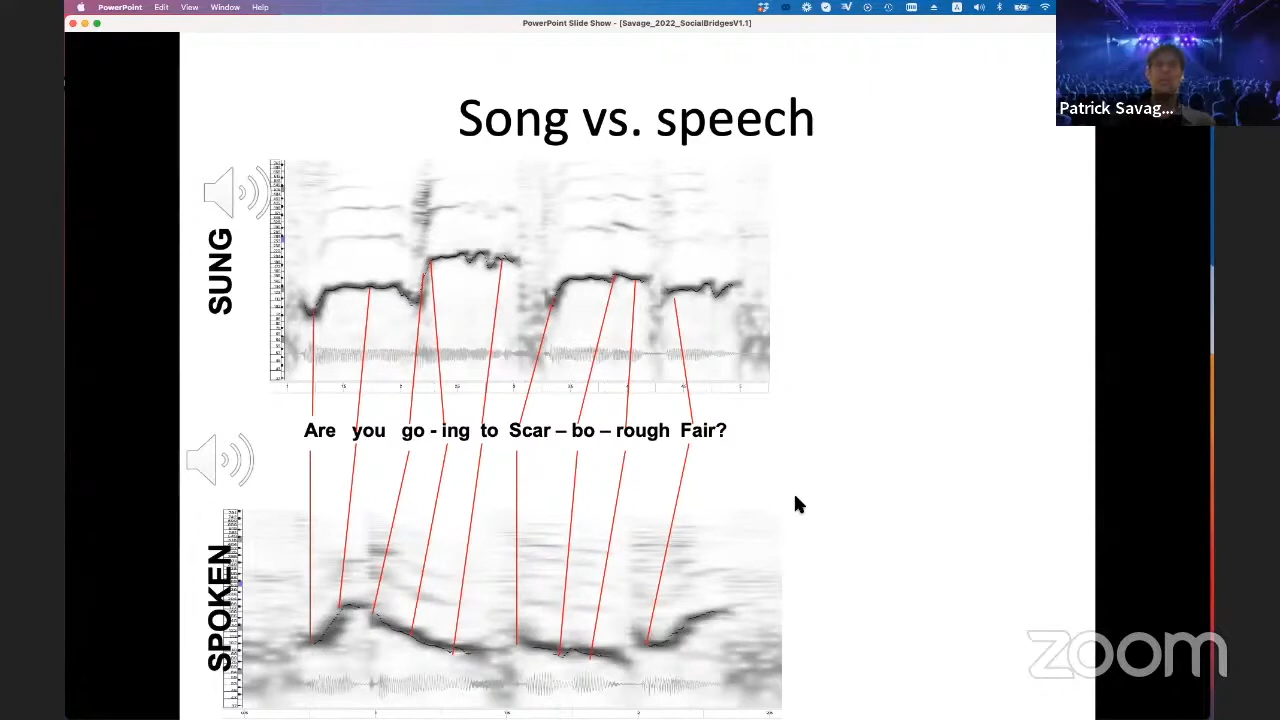 PowerPoint Edit View Window Help
PowerPoint Slide Show - [Savage_2022_SocialBridgesV1.1]
Patrick Savag...
Song vs. speech
SUNG
Are you go - ing to Scar – bo – rough Fair?
SPOKEN
zoom